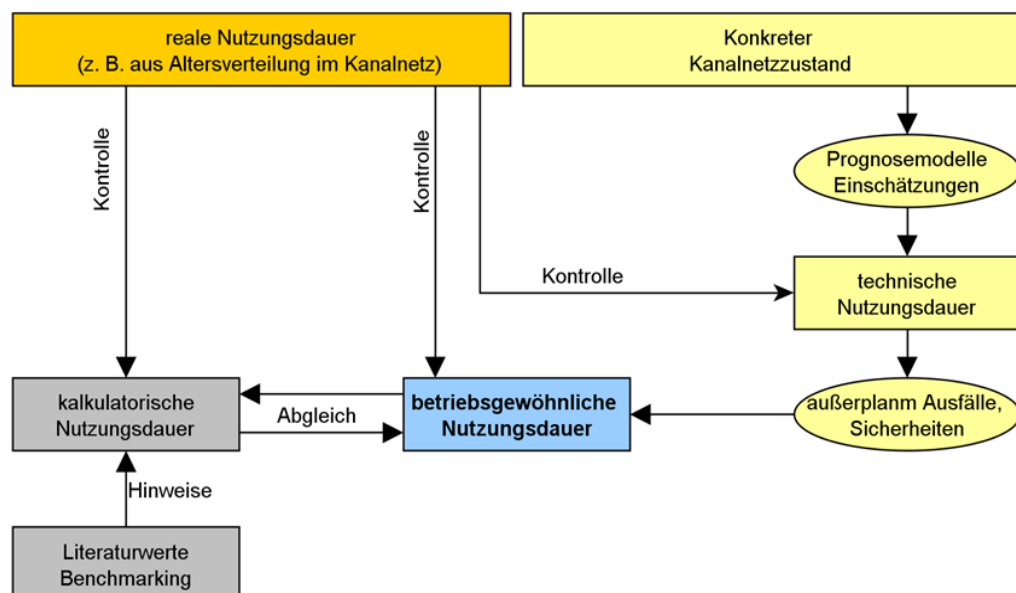 reale Nutzungsdauer
(z. B. aus Altersverteilung im Kanalnetz)
Konkreter
Kanalnetzzustand
Kontrolle
Kontrolle
Prognosemodelle
Einschätzungen
Kontrolle
technische
Nutzungsdauer
kalkulatorische
Nutzungsdauer
Abgleich
betriebsgewöhnliche
Nutzungsdauer
außerplanm Ausfälle,
Sicherheiten
Hinweise
Literaturwerte
Benchmarking